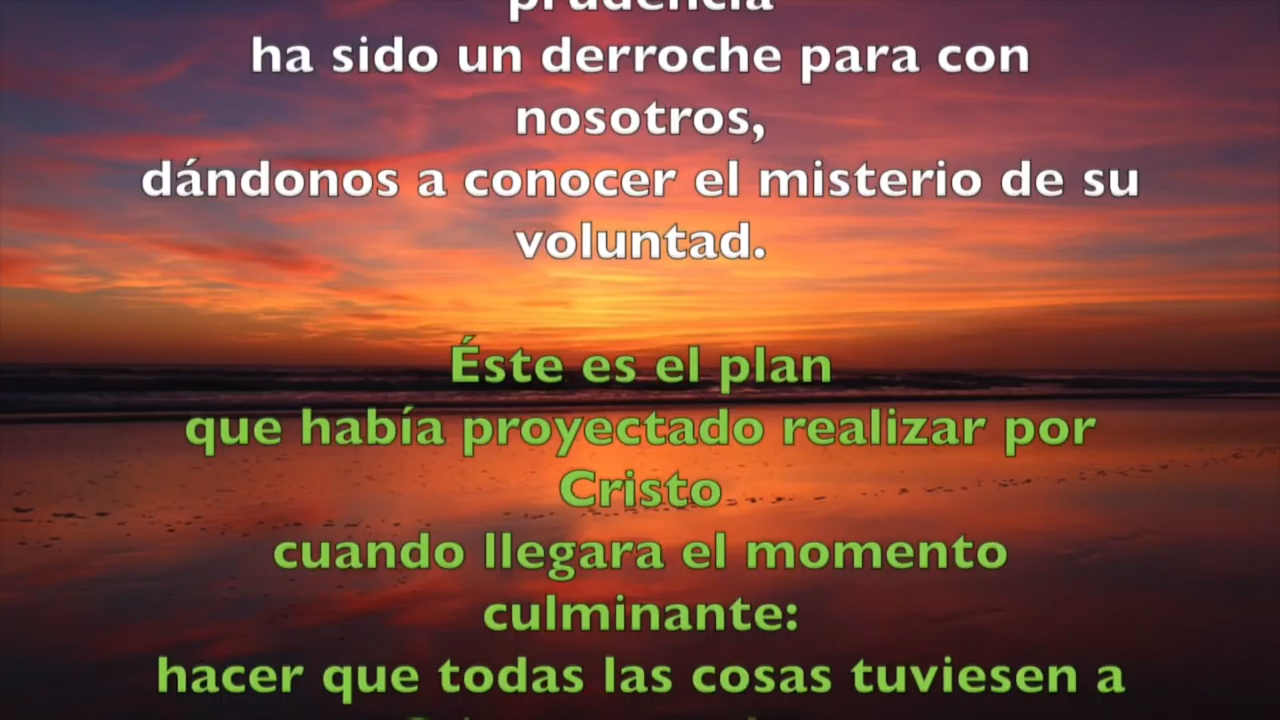 prudencia
ha sido un derroche para con
nosotros,
dándonos a conocer el misterio de su
voluntad.
Éste es el plan
que había proyectado realizar por
Cristo
cuando llegara el momento
culminante:
hacer que todas las cosas tuviesen a